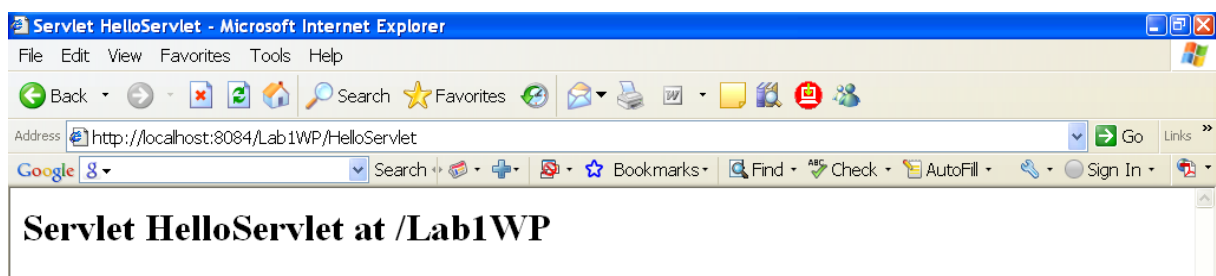 Servlet HelloServlet - Microsoft Internet Explorer
File Edit View Favorites Tools Help
Back Search Favorites W
Address http://localhost:8084/Lab1WP/HelloServlet Go Links »
Google g Search Bookmarks Find ABC Check AutoFill Sign In
Servlet HelloServlet at /Lab1WP